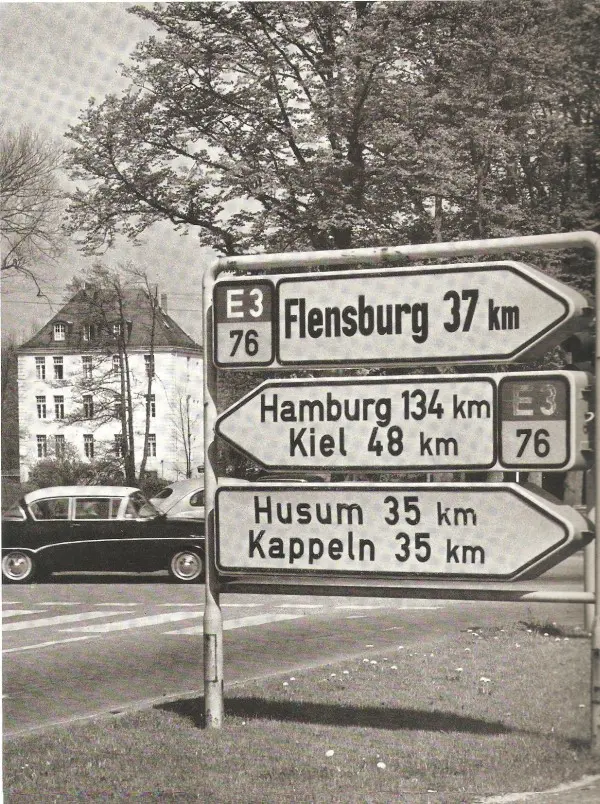 E3
76
Flensburg 37 km
Hamburg 134 km
Kiel 48 km
E3
76
Husum 35 km
Kappeln 35 km